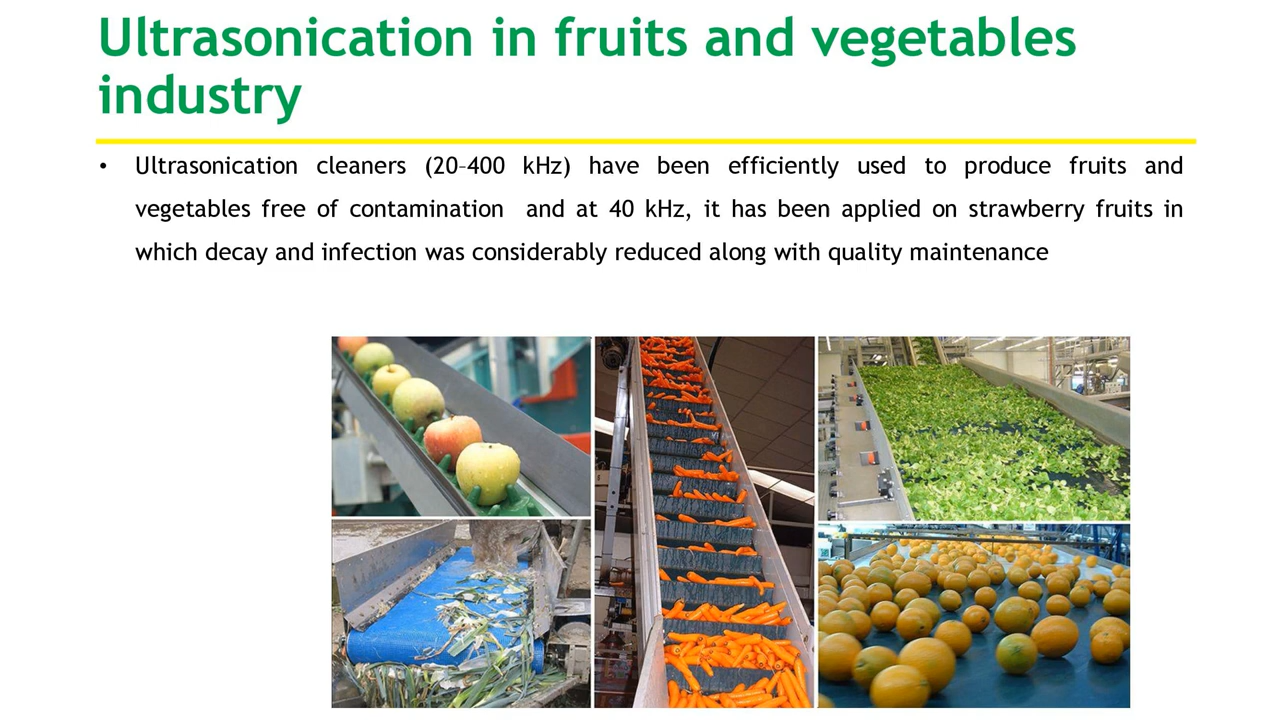 Ultrasonication in fruits and vegetables
industry
• Ultrasonication cleaners (20–400 kHz) have been efficiently used to produce fruits and
vegetables free of contamination  and at 40 kHz, it has been applied on strawberry fruits in
which decay and infection was considerably reduced along with quality maintenance